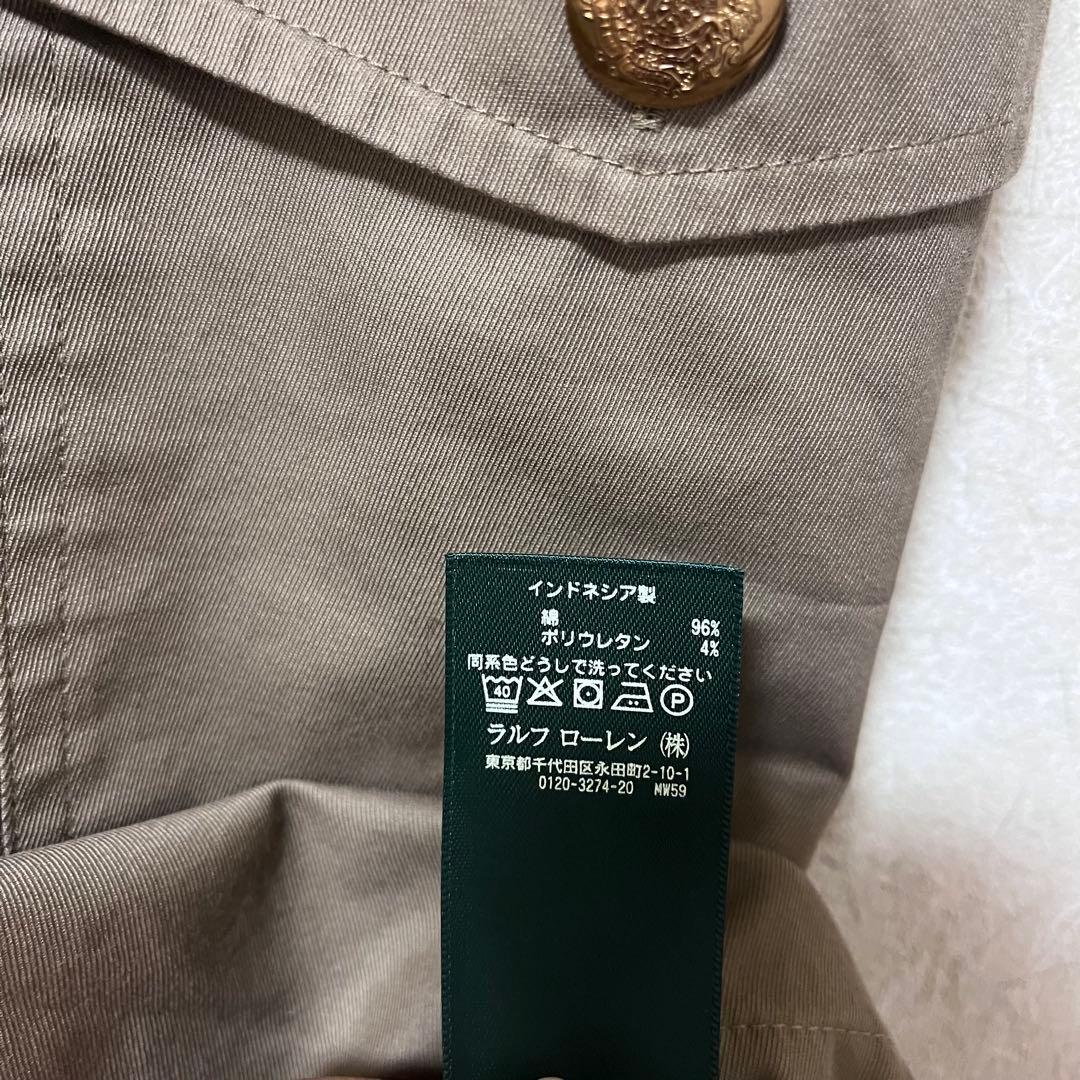 インドネシア製
綿 96%
ポリウレタン 4%
同系色どうしで洗ってください
40 P
ラルフ ローレン (株)
東京都千代田区永田町2-10-1
0120-3274-20 MW59